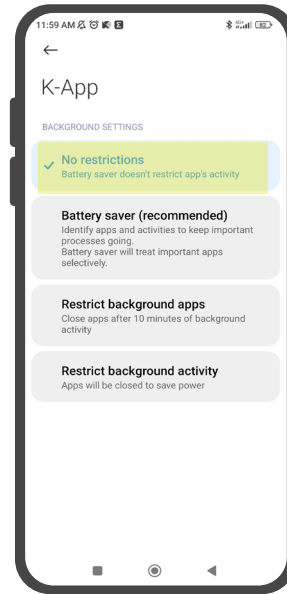 11:59 AM
82
K-App
BACKGROUND SETTINGS
No restrictions
Battery saver doesn't restrict app's activity
Battery saver (recommended)
Identify apps and activities to keep important
processes going.
Battery saver will treat important apps
selectively.
Restrict background apps
Close apps after 10 minutes of background
activity
Restrict background activity
Apps will be closed to save power